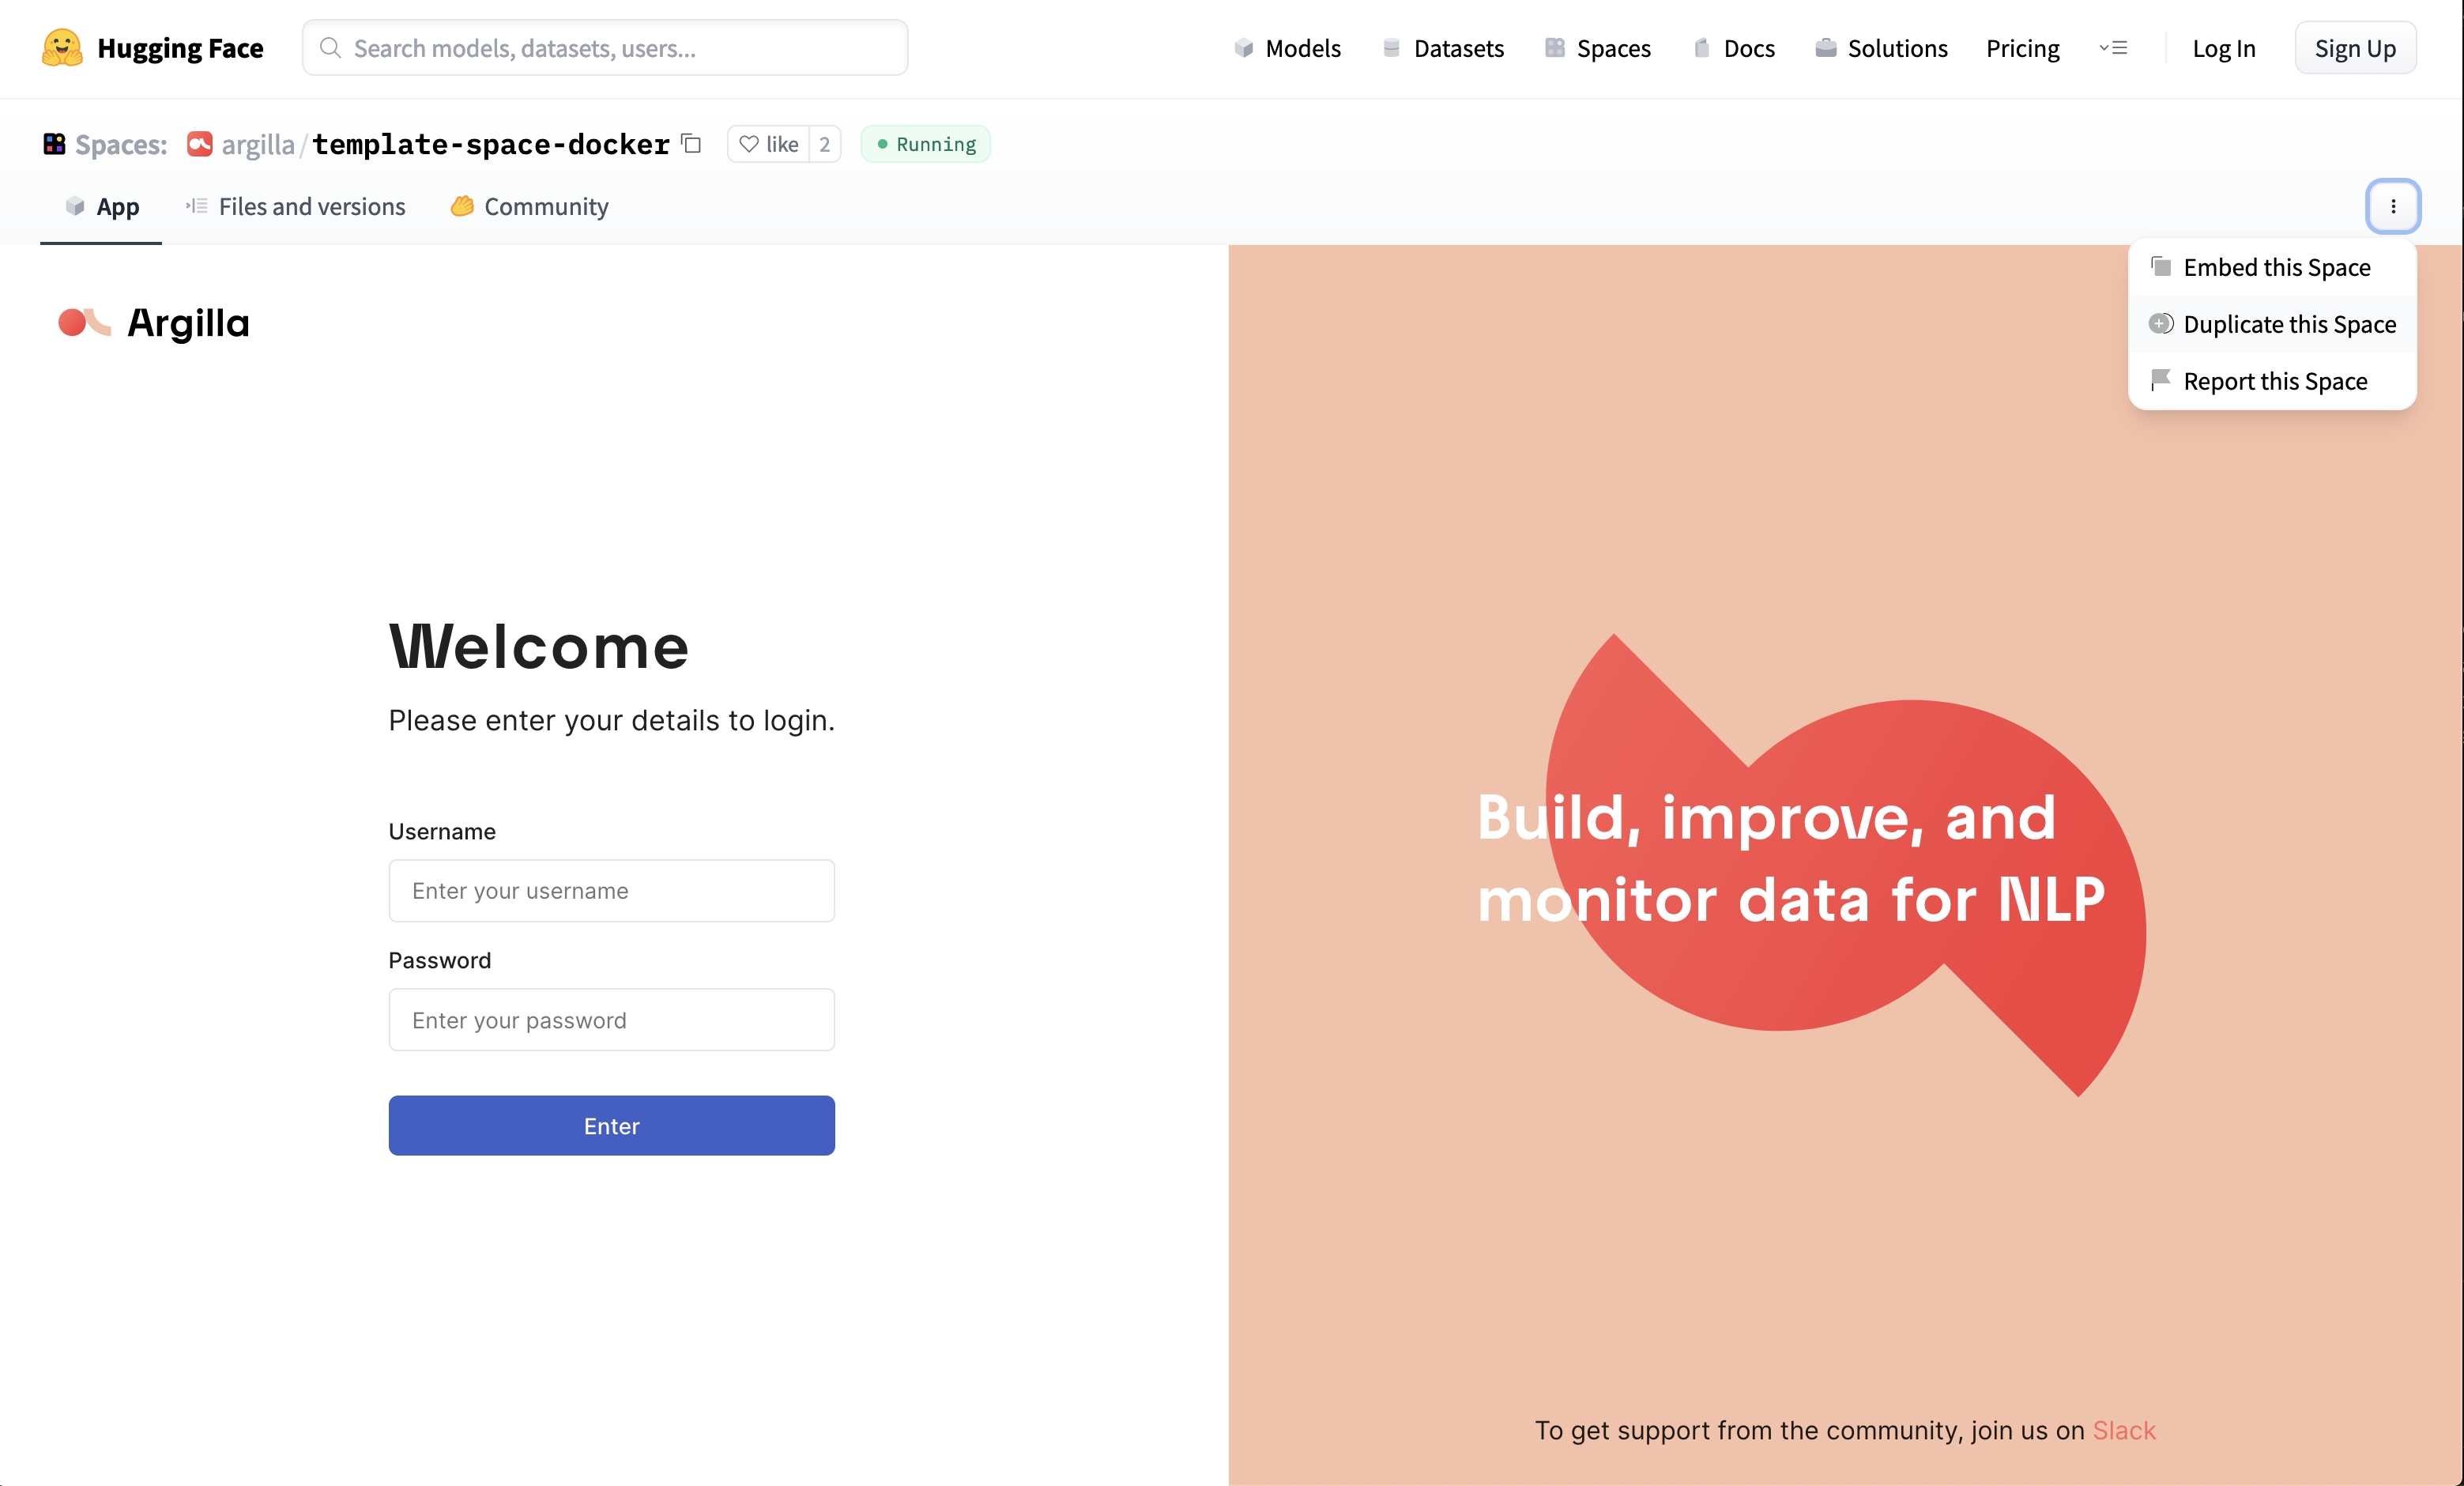 Hugging Face
Search models, datasets, users...
Models
Datasets
Spaces
Docs
Solutions
Pricing
Log In
Sign Up
Spaces: argilla/template-space-docker
like 2
Running
App
Files and versions
Community
Embed this Space
Duplicate this Space
Report this Space
Argilla
Welcome
Please enter your details to login.
Username
Enter your username
Password
Enter your password
Enter
Build, improve, and
monitor data for NLP
To get support from the community, join us on Slack